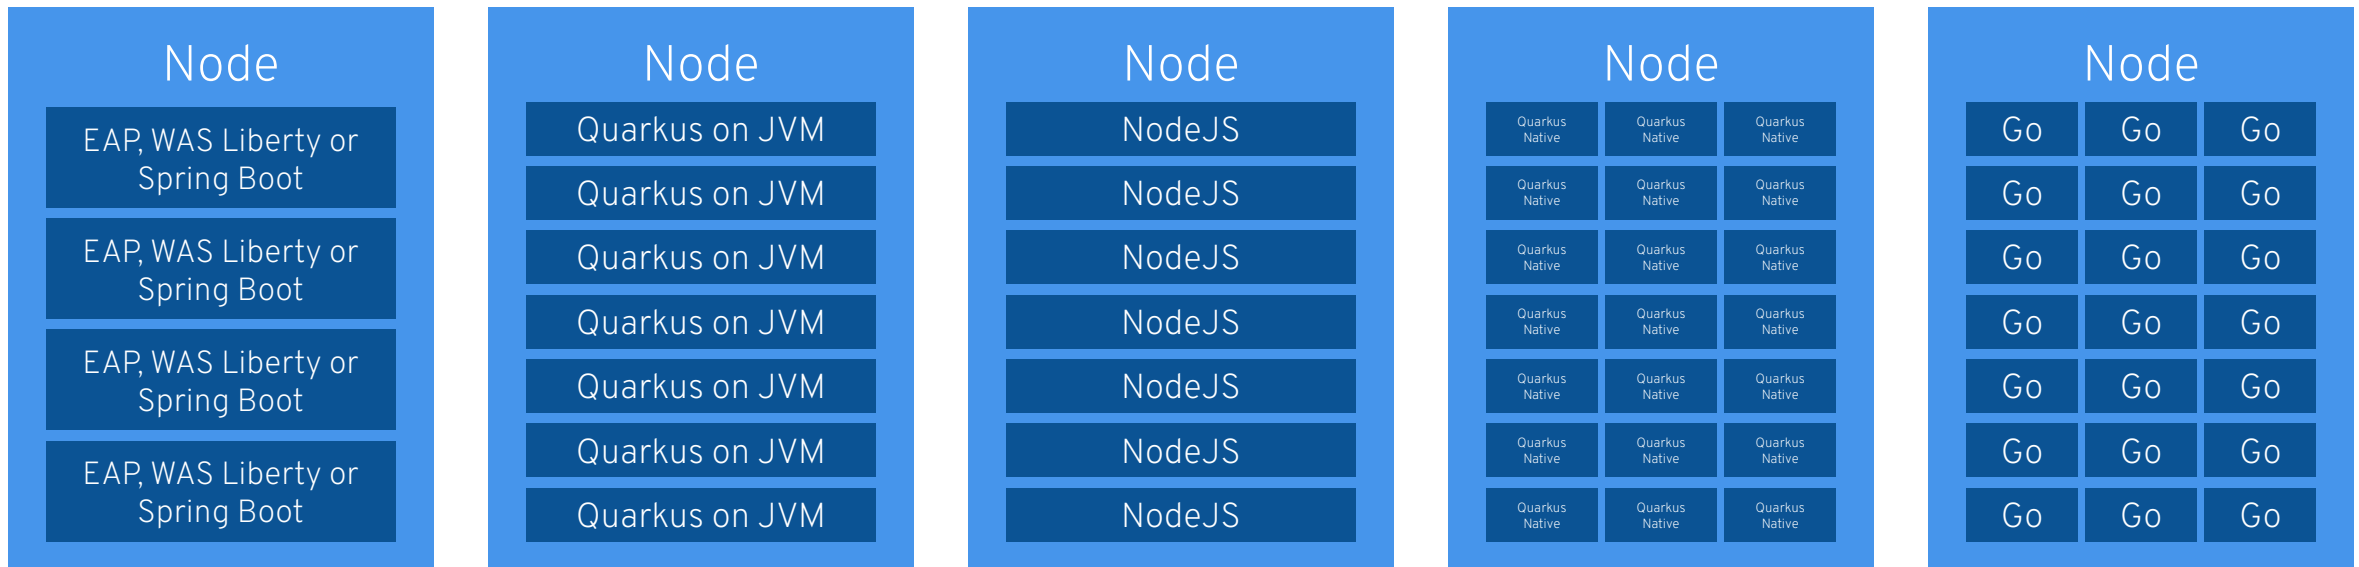 Node
EAP, WAS Liberty or
Spring Boot
EAP, WAS Liberty or
Spring Boot
EAP, WAS Liberty or
Spring Boot
EAP, WAS Liberty or
Spring Boot
Node
Quarkus on JVM
Quarkus on JVM
Quarkus on JVM
Quarkus on JVM
Quarkus on JVM
Quarkus on JVM
Quarkus on JVM
Node
NodeJS
NodeJS
NodeJS
NodeJS
NodeJS
NodeJS
NodeJS
Node
Quarkus Quarkus Quarkus
Native Native Native
Quarkus Quarkus Quarkus
Native Native Native
Quarkus Quarkus Quarkus
Native Native Native
Quarkus Quarkus Quarkus
Native Native Native
Quarkus Quarkus Quarkus
Native Native Native
Quarkus Quarkus Quarkus
Native Native Native
Quarkus Quarkus Quarkus
Native Native Native
Node
Go Go Go
Go Go Go
Go Go Go
Go Go Go
Go Go Go
Go Go Go
Go Go Go